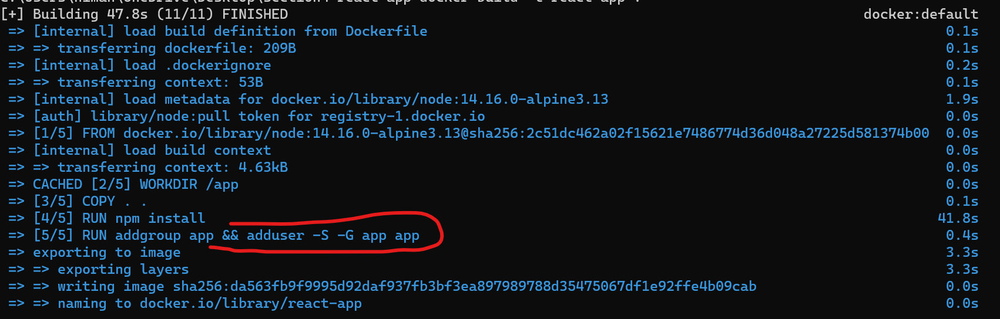 [+] Building 47.8s (11/11) FINISHED docker:default
=> [internal] load build definition from Dockerfile 0.1s
=> => transferring dockerfile: 209B 0.1s
=> [internal] load .dockerignore 0.2s
=> => transferring context: 53B 0.1s
=> [internal] load metadata for docker.io/library/node:14.16.0-alpine3.13 1.9s
=> [auth] library/node:pull token for registry-1.docker.io 0.0s
=> [1/5] FROM docker.io/library/node:14.16.0-alpine3.13@sha256:2c51dc462a02f15621e7486774d36d048a27225d581374b00 0.0s
=> [internal] load build context 0.0s
=> => transferring context: 4.63kB 0.0s
=> CACHED [2/5] WORKDIR /app 0.0s
=> [3/5] COPY . . 0.1s
=> [4/5] RUN npm install 41.8s
=> [5/5] RUN addgroup app && adduser -S -G app app 0.4s
=> exporting to image 3.3s
=> => exporting layers 3.3s
=> => writing image sha256:da563fb9f9995d92daf937fb3bf3ea897989788d35475067df1e92ffe4b09cab 0.0s
=> => naming to docker.io/library/react-app 0.0s